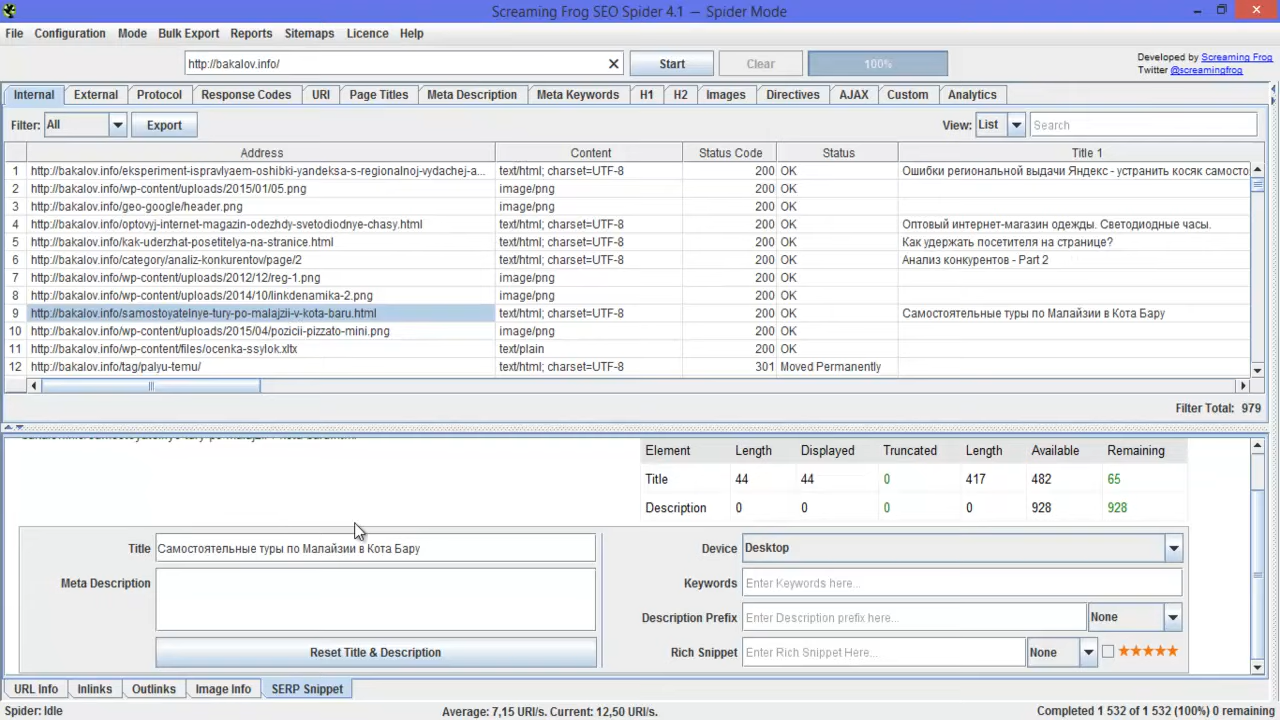 Screaming Frog SEO Spider 4.1 — Spider Mode
File Configuration Mode Bulk Export Reports Sitemaps Licence Help
http://bakalov.info/ Start Clear 100%
Developed by Screaming Frog
Twitter @screamingfrog
Internal External Protocol Response Codes URI Page Titles Meta Description Meta Keywords H1 H2 Images Directives AJAX Custom Analytics
Filter: All Export View: List Search
Address Content Status Code Status Title 1
1 http://bakalov.info/eksperiment-ispravlyaem-oshibki-yandeksa-s-regionalnoj-vydachej-a... text/html; charset=UTF-8 200 OK Ошибки региональной выдачи Яндекс - устранить косяк самосто
2 http://bakalov.info/wp-content/uploads/2015/01/05.png image/png 200 OK
3 http://bakalov.info/geo-google/header.png image/png 200 OK
4 http://bakalov.info/optovyj-internet-magazin-odezhdy-svetodiodnye-chasy.html text/html; charset=UTF-8 200 OK Оптовый интернет-магазин одежды. Светодиодные часы.
5 http://bakalov.info/kak-uderzhat-posetitelya-na-stranice.html text/html; charset=UTF-8 200 OK Как удержать посетителя на странице?
6 http://bakalov.info/category/analiz-konkurentov/page/2 text/html; charset=UTF-8 200 OK Анализ конкурентов - Part 2
7 http://bakalov.info/wp-content/uploads/2012/12/reg-1.png image/png 200 OK
8 http://bakalov.info/wp-content/uploads/2014/10/linkdenamika-2.png image/png 200 OK
9 http://bakalov.info/samostoyatelnye-tury-po-malajzii-v-kota-baru.html text/html; charset=UTF-8 200 OK Самостоятельные туры по Малайзии в Кота Бару
10 http://bakalov.info/wp-content/uploads/2015/04/pozicii-pizzato-mini.png image/png 200 OK
11 http://bakalov.info/wp-content/files/ocenka-ssylok.xltx text/plain 200 OK
12 http://bakalov.info/tag/palyu-temu/ text/html; charset=UTF-8 301 Moved Permanently
Filter Total: 979
Element Length Displayed Truncated Length Available Remaining
Title 44 44 0 417 482 65
Description 0 0 0 0 928 928
Title Самостоятельные туры по Малайзии в Кота Бару Device Desktop
Meta Description Keywords Enter Keywords here...
Description Prefix Enter Description prefix here... None
Reset Title & Description Rich Snippet Enter Rich Snippet Here... None
URL Info Inlinks Outlinks Image Info SERP Snippet
Spider: Idle Average: 7,15 URI/s. Current: 12,50 URI/s. Completed 1 532 of 1 532 (100%) 0 remaining